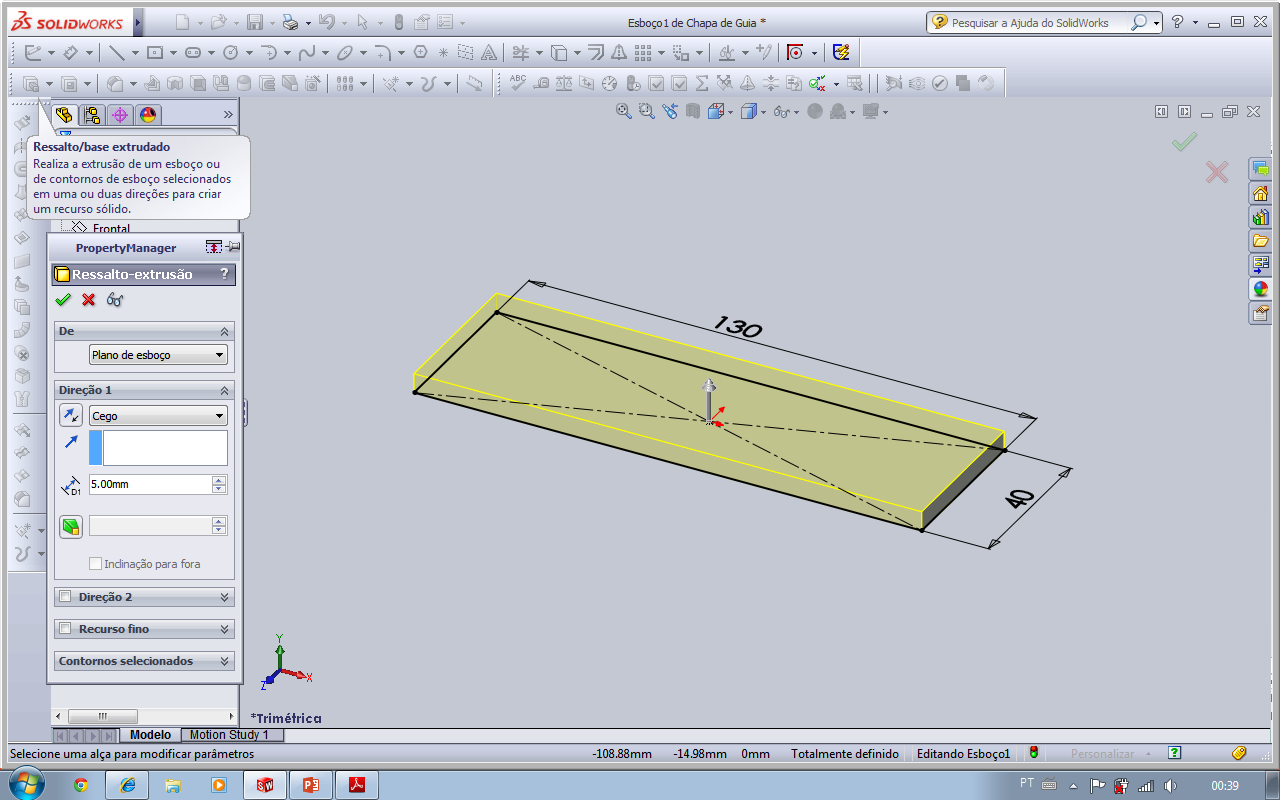 SOLIDWORKS
Esboço1 de Chapa de Guia *
Pesquisar a Ajuda do SolidWorks
?
ABC
Ressalto/base extrudado
Realiza a extrusão de um esboço ou
de contornos de esboço selecionados
em uma ou duas direções para criar
um recurso sólido.
Frontal
PropertyManager
Ressalto-extrusão
?
De
Plano de esboço
Direção 1
Cego
D1
5.00mm
Inclinação para fora
Direção 2
Recurso fino
Contornos selecionados
130
40
Y
X
Z
*Trimétrica
Modelo
Motion Study 1
Selecione uma alça para modificar parâmetros
-108.88mm
-14.98mm
0mm
Totalmente definido
Editando Esboço1
Personalizar
?
SW
PT
00:39